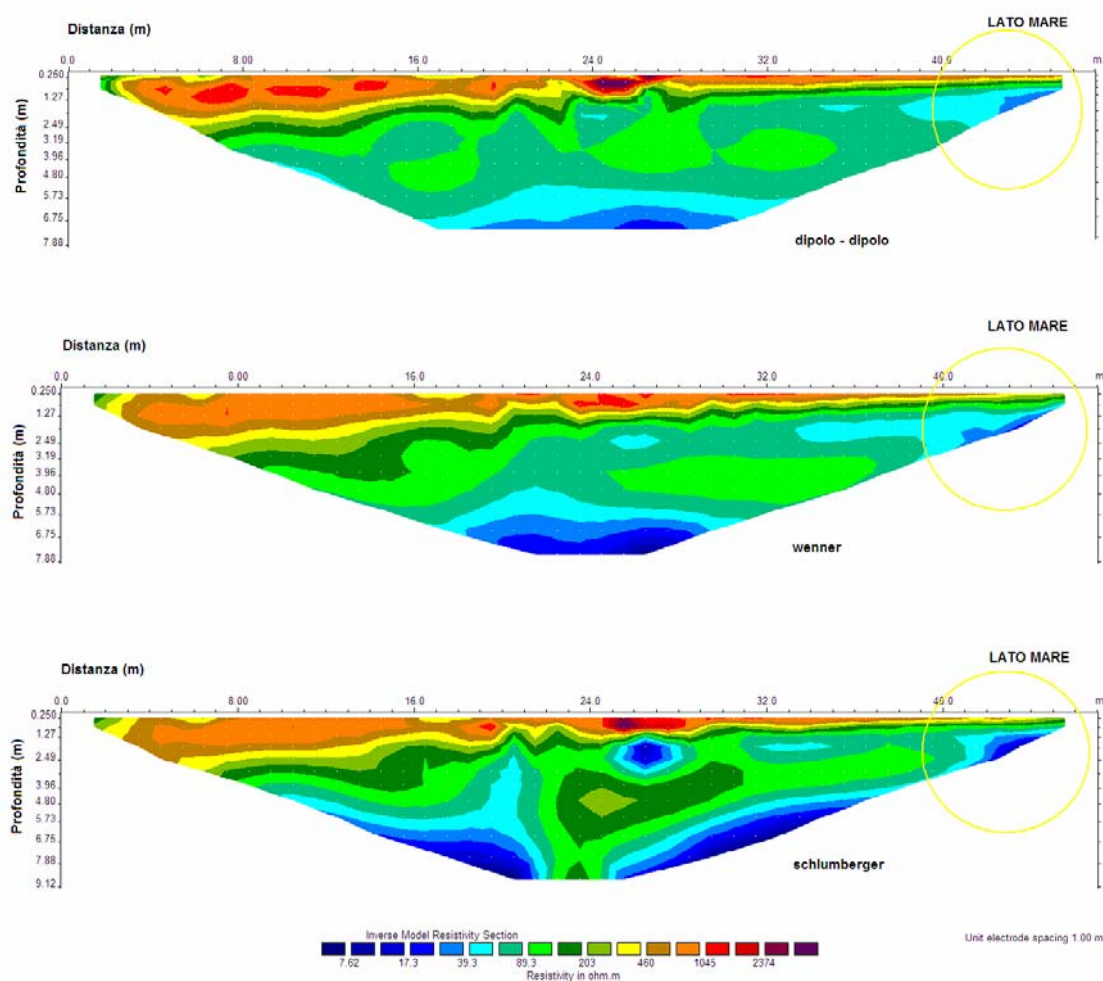 LATO MARE
Distanza (m)
0.0 8.00 16.0 24.0 32.0 40.6 m.
Profondità (m)
0.250
1.27
2.49
3.19
3.96
4.80
5.73
6.75
7.88
dipolo - dipolo
LATO MARE
Distanza (m)
0.0 8.00 16.0 24.0 32.0 40.0 m.
Profondità (m)
0.250
1.27
2.49
3.19
3.96
4.80
5.73
6.75
7.88
wenner
LATO MARE
Distanza (m)
0.0 8.00 16.0 24.0 32.0 40.0 m.
Profondità (m)
0.250
1.27
2.49
3.96
4.80
5.73
6.75
7.88
9.12
schlumberger
Inverse Model Resistivity Section
7.62 17.3 39.3 89.3 203 460 1045 2374
Resistivity in ohm.m
Unit electrode spacing 1.00 m